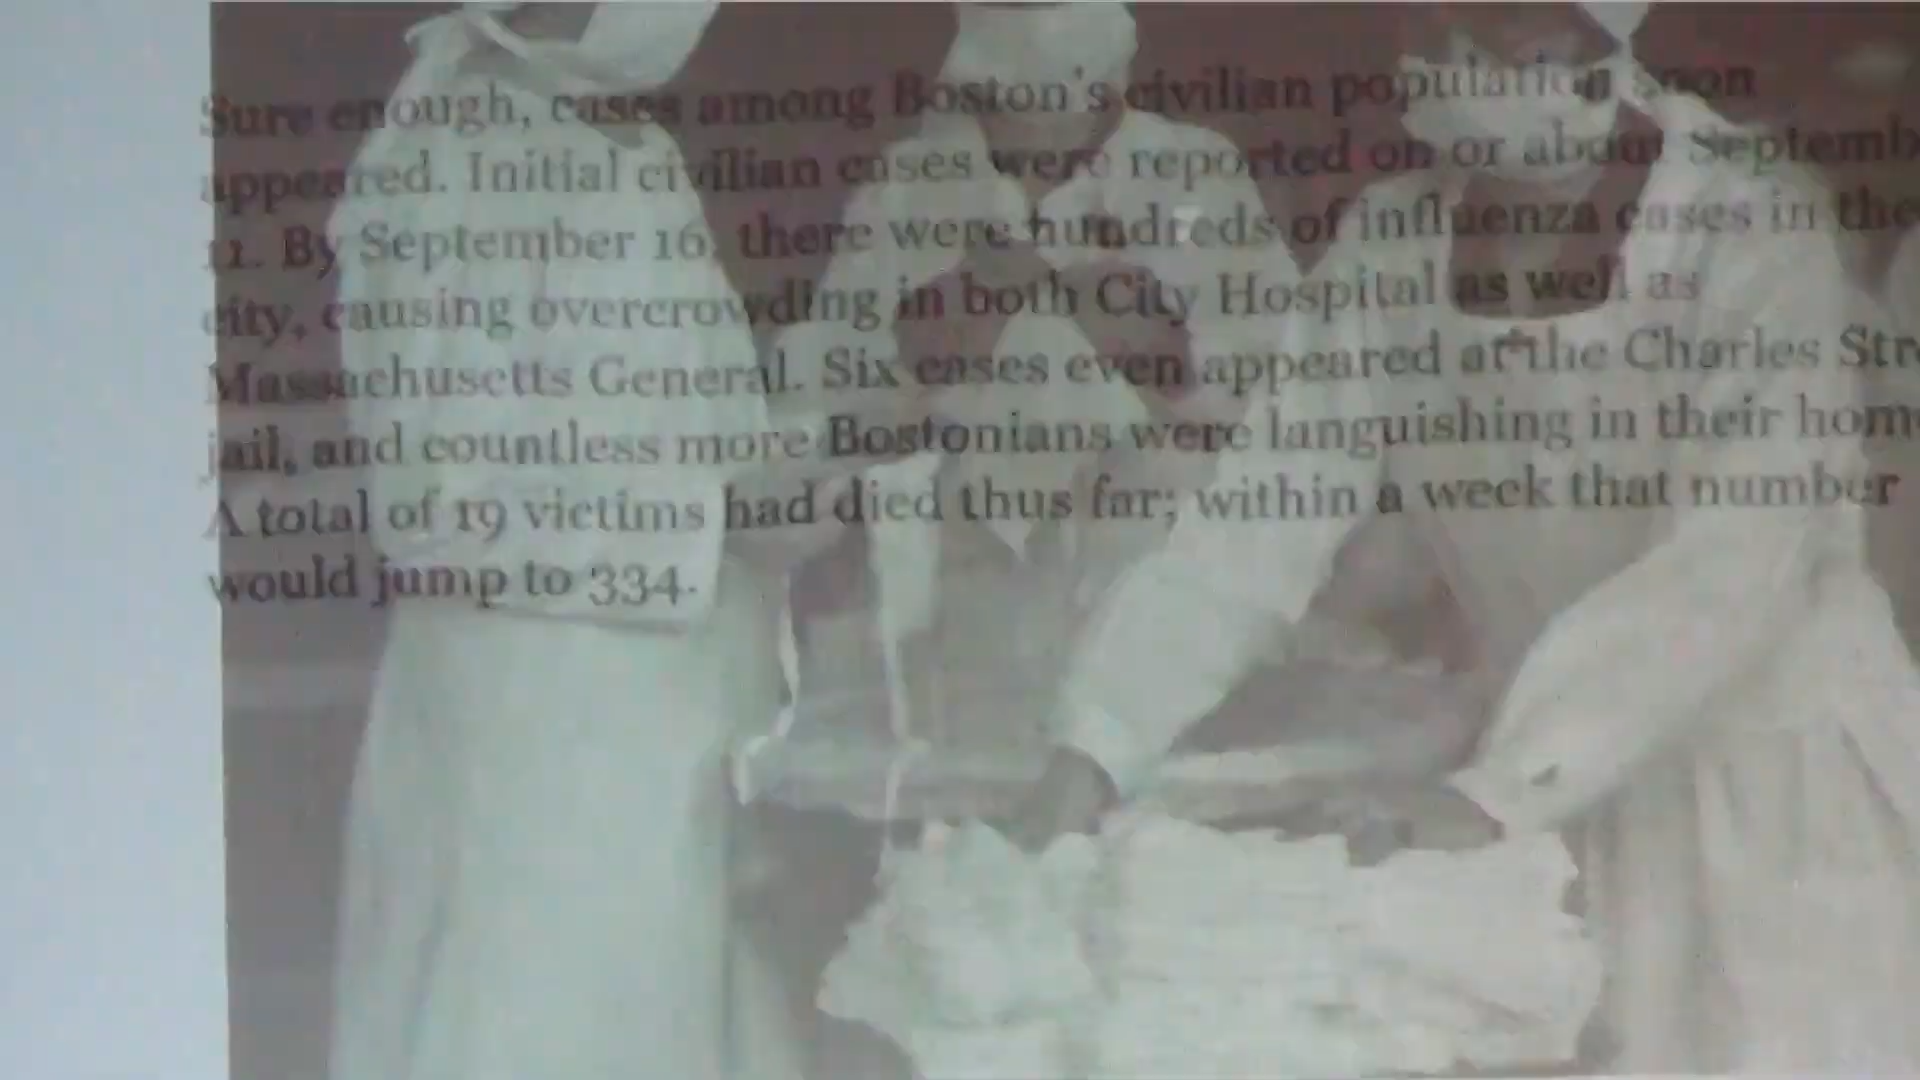 Sure enough, cases among Boston's civilian population soon
appeared. Initial civilian cases were reported on or about Septemb
11. By September 16, there were hundreds of influenza cases in the
city, causing overcrowding in both City Hospital as well as
Massachusetts General. Six cases even appeared at the Charles Str
jail, and countless more Bostonians were languishing in their hom
A total of 19 victims had died thus far; within a week that number
would jump to 334.